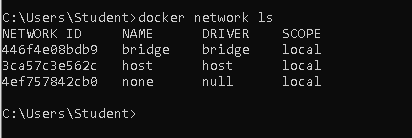 C:\Users\Student>docker network ls
NETWORK ID     NAME      DRIVER    SCOPE
446f4e08bdb9   bridge    bridge    local
3ca57c3e562c   host      host      local
4ef757842cb0   none      null      local
C:\Users\Student>